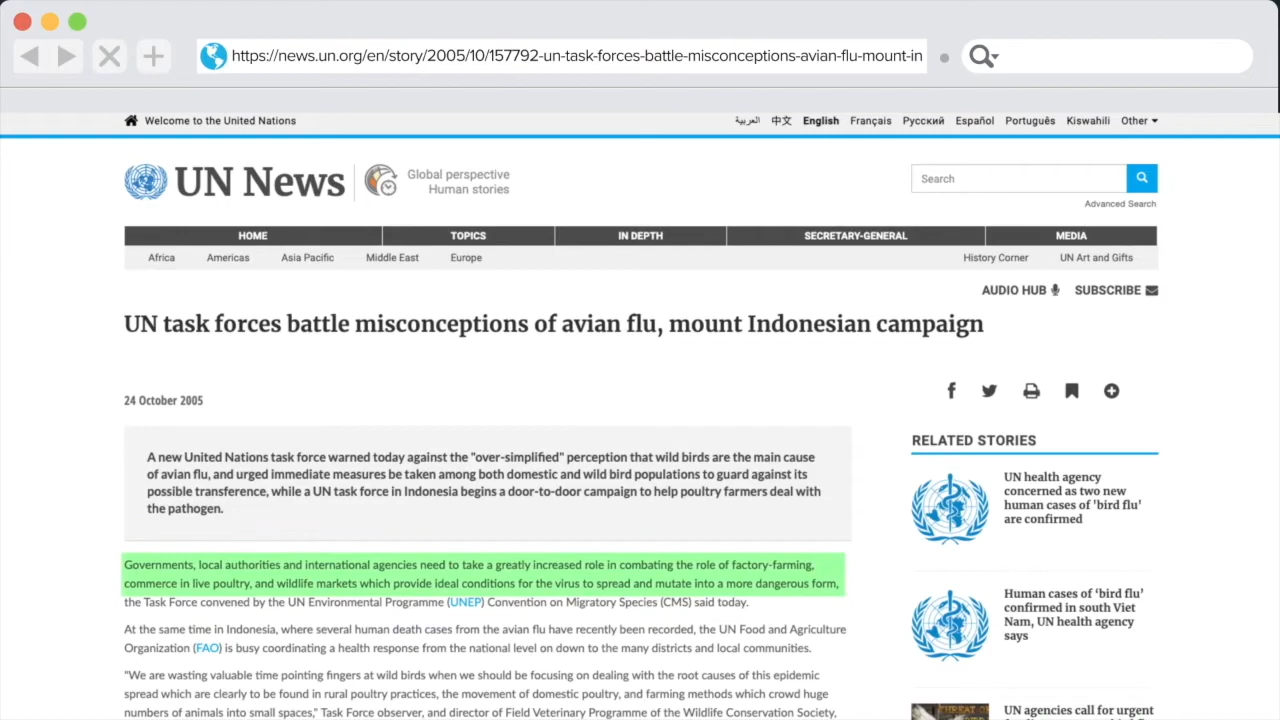 https://news.un.org/en/story/2005/10/157792-un-task-forces-battle-misconceptions-avian-flu-mount-in
Welcome to the United Nations
العربية 中文 English Français Русский Español Português Kiswahili Other
UN News
Global perspective
Human stories
Search
Advanced Search
HOME TOPICS IN DEPTH SECRETARY-GENERAL MEDIA
Africa Americas Asia Pacific Middle East Europe History Corner UN Art and Gifts
AUDIO HUB SUBSCRIBE
UN task forces battle misconceptions of avian flu, mount Indonesian campaign
24 October 2005
A new United Nations task force warned today against the "over-simplified" perception that wild birds are the main cause
of avian flu, and urged immediate measures be taken among both domestic and wild bird populations to guard against its
possible transference, while a UN task force in Indonesia begins a door-to-door campaign to help poultry farmers deal with
the pathogen.
Governments, local authorities and international agencies need to take a greatly increased role in combating the role of factory-farming,
commerce in live poultry, and wildlife markets which provide ideal conditions for the virus to spread and mutate into a more dangerous form,
the Task Force convened by the UN Environmental Programme (UNEP) Convention on Migratory Species (CMS) said today.
At the same time in Indonesia, where several human death cases from the avian flu have recently been recorded, the UN Food and Agriculture
Organization (FAO) is busy coordinating a health response from the national level on down to the many districts and local communities.
"We are wasting valuable time pointing fingers at wild birds when we should be focusing on dealing with the root causes of this epidemic
spread which are clearly to be found in rural poultry practices, the movement of domestic poultry, and farming methods which crowd huge
numbers of animals into small spaces," Task Force observer, and director of Field Veterinary Programme of the Wildlife Conservation Society,
RELATED STORIES
UN health agency
concerned as two new
human cases of 'bird flu'
are confirmed
Human cases of ‘bird flu’
confirmed in south Viet
Nam, UN health agency
says
UN agencies call for urgent